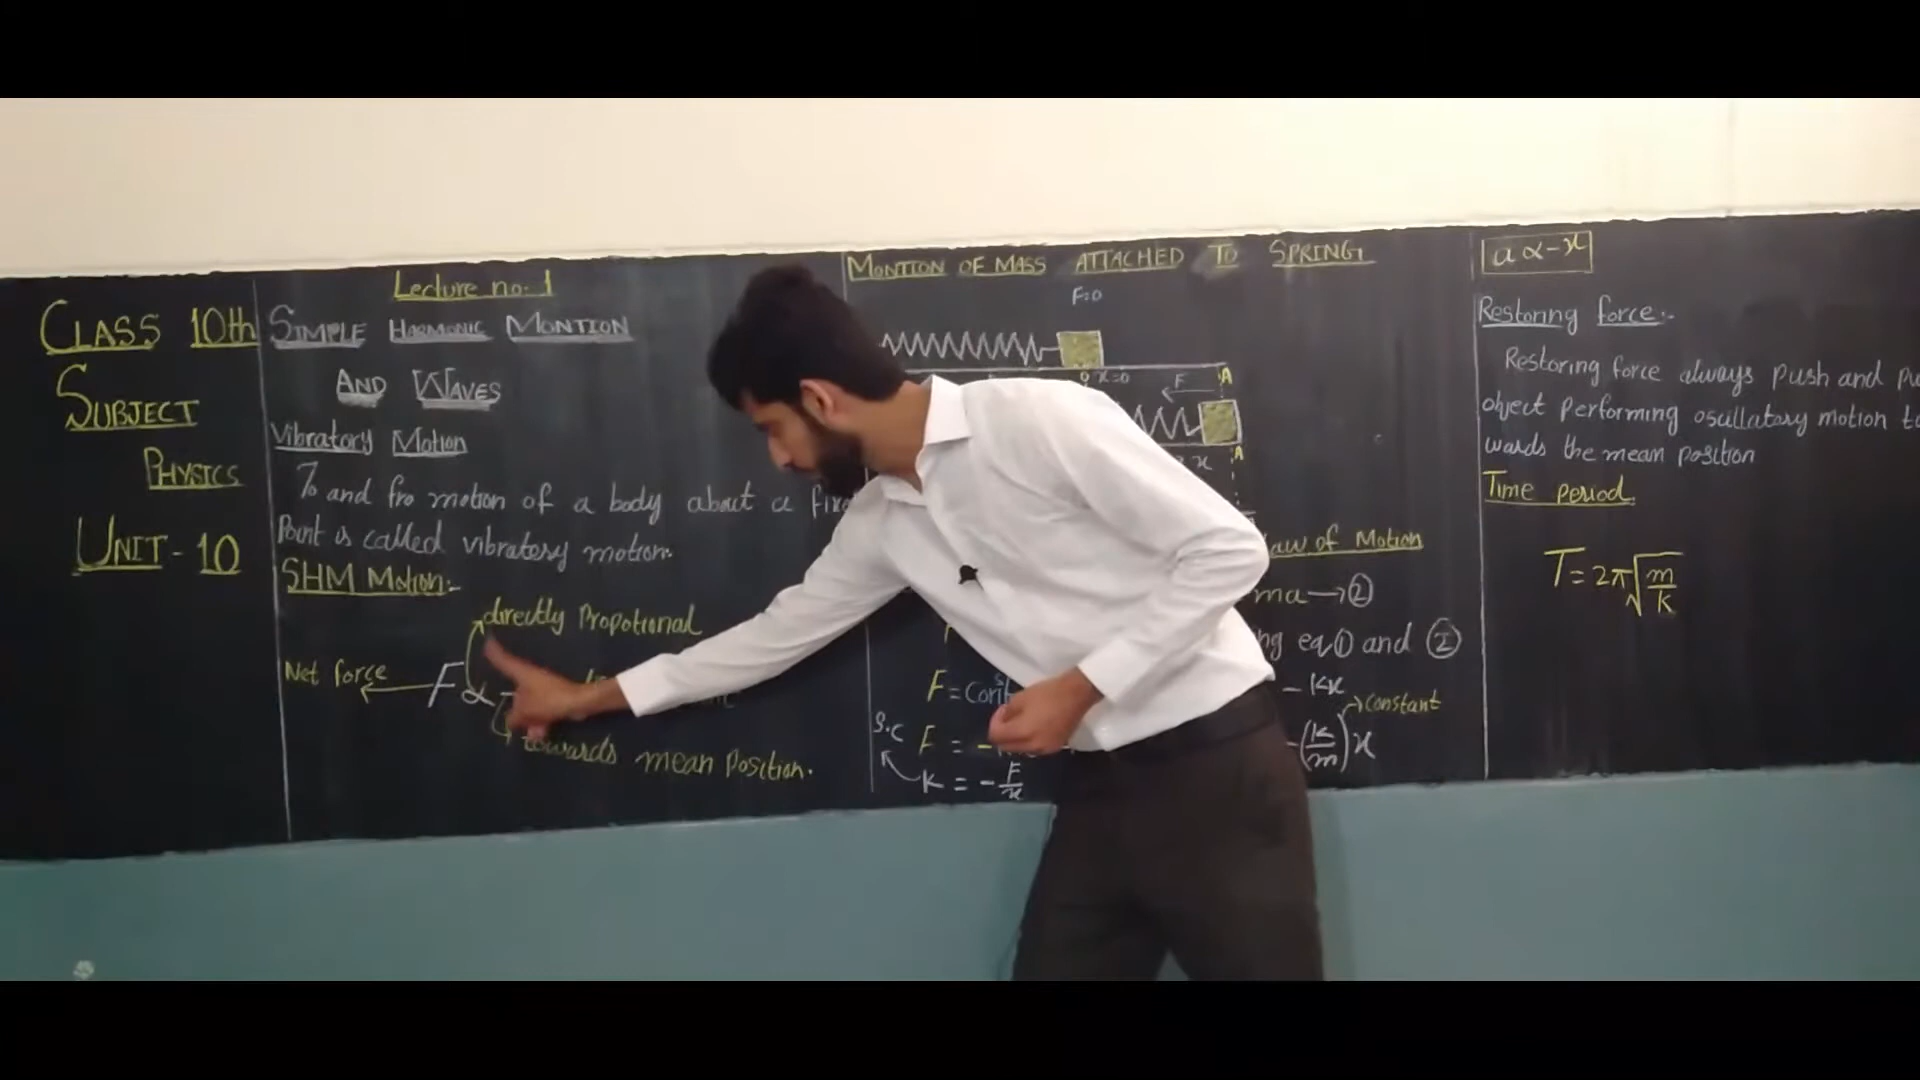 CLASS 10th
SUBJECT
PHYSICS
UNIT-10
Lecture no. 1
SIMPLE HARMONIC MONTION
AND WAVES
Vibratory Motion
To and fro motion of a body about a
Point is called vibratory motion.
SHM Motion:-
directly Propotional
Net force ← F α -
towards mean Position.
MONTION OF MASS ATTACHED TO SPRING
F=0
0 x=0
F A
x A
Law of Motion
ma → ②
eq ① and ②
F = 
- Kx
→ constant
S.C F = -
-(k/m)x
K = - F/x
a α -x
Restoring force:-
Restoring force always push and
object performing oscillatory motion to
wards the mean position
Time period
T = 2π√m/k